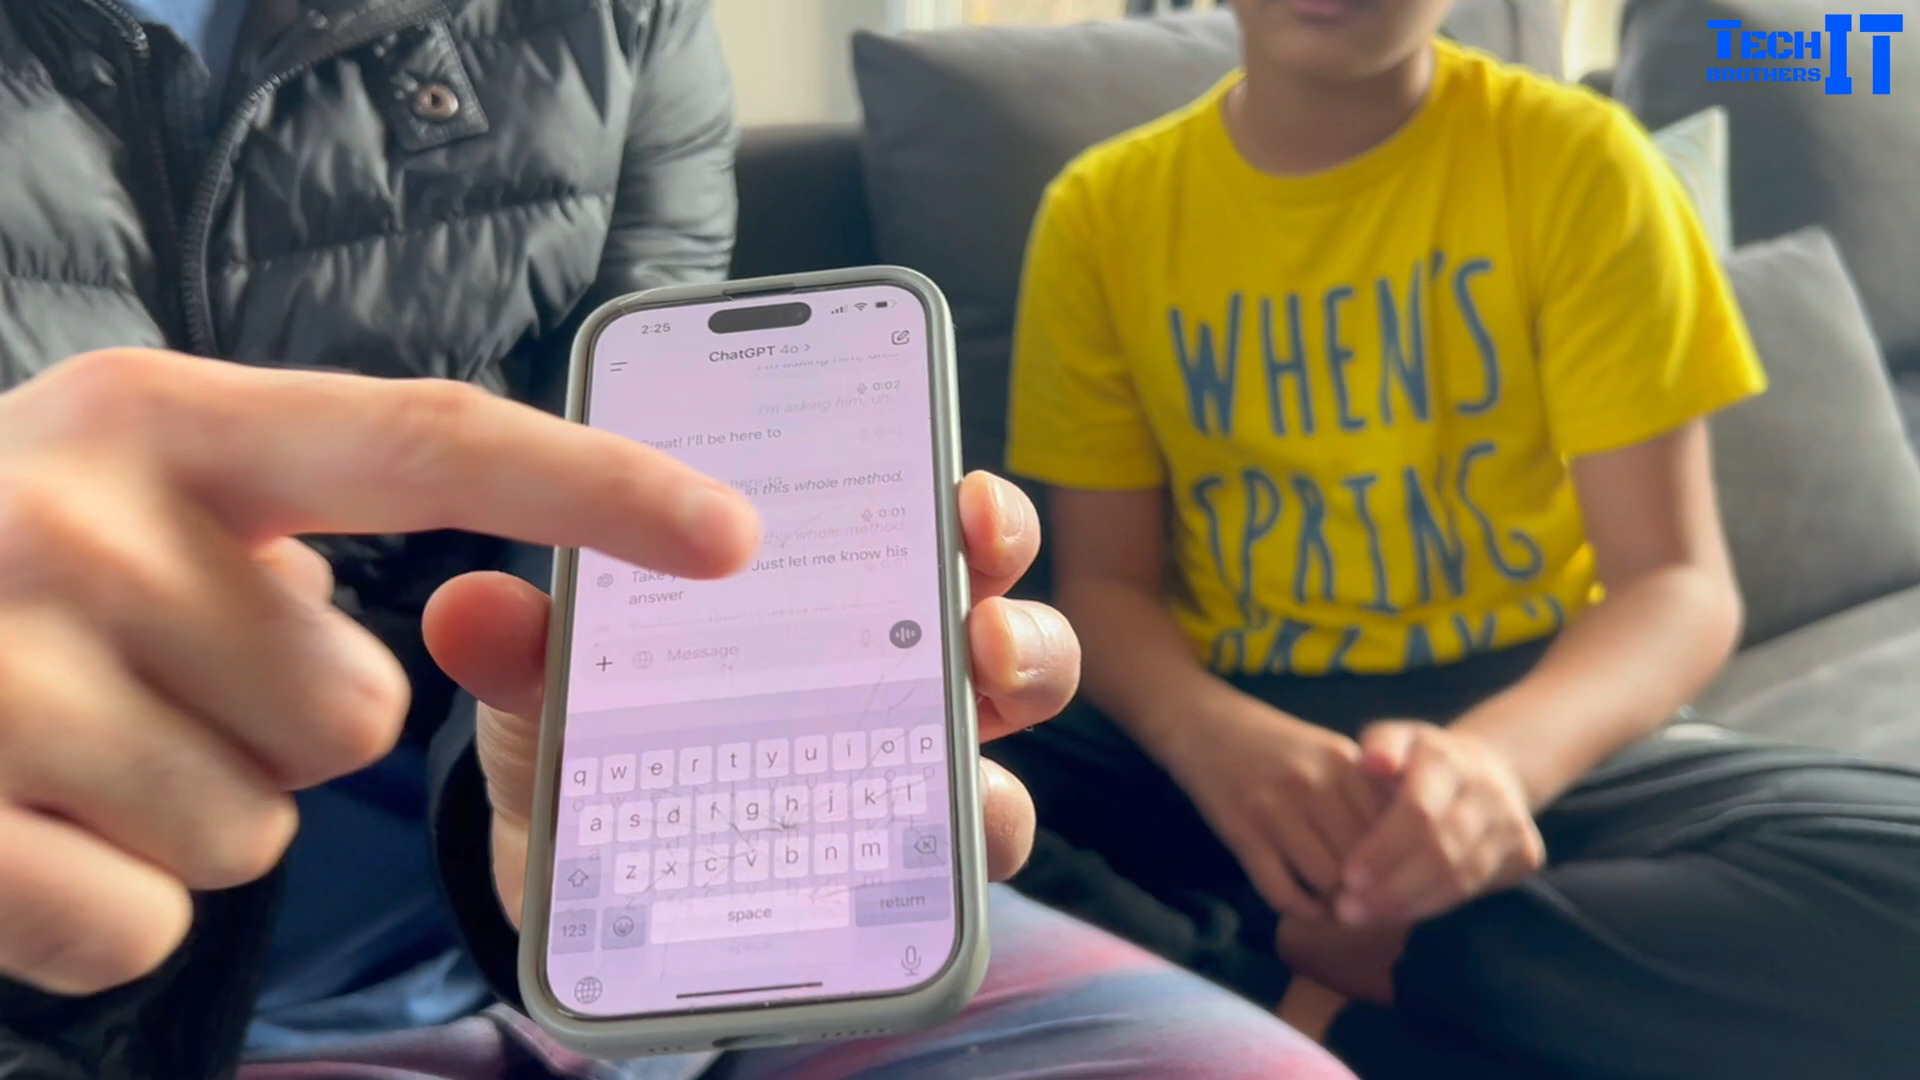 TECH IT
BROTHERS
2:25
ChatGPT 4o >
0:02
I'm asking him, uh,
Great! I'll be here to
in this whole method,
0:01
Just let me know his
answer
Message
q w e r t y u i o p
a s d f g h j k l
z x c v b n m
123
space
return
WHEN'S
SPRING
BREAK?